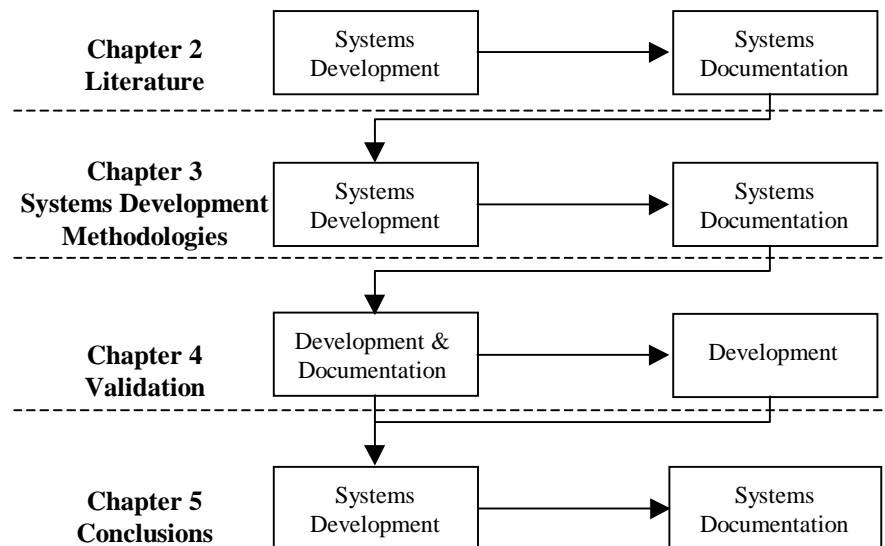 Chapter 2
Literature
Systems
Development
Systems
Documentation
Chapter 3
Systems Development
Methodologies
Systems
Development
Systems
Documentation
Chapter 4
Validation
Development &
Documentation
Development
Chapter 5
Conclusions
Systems
Development
Systems
Documentation